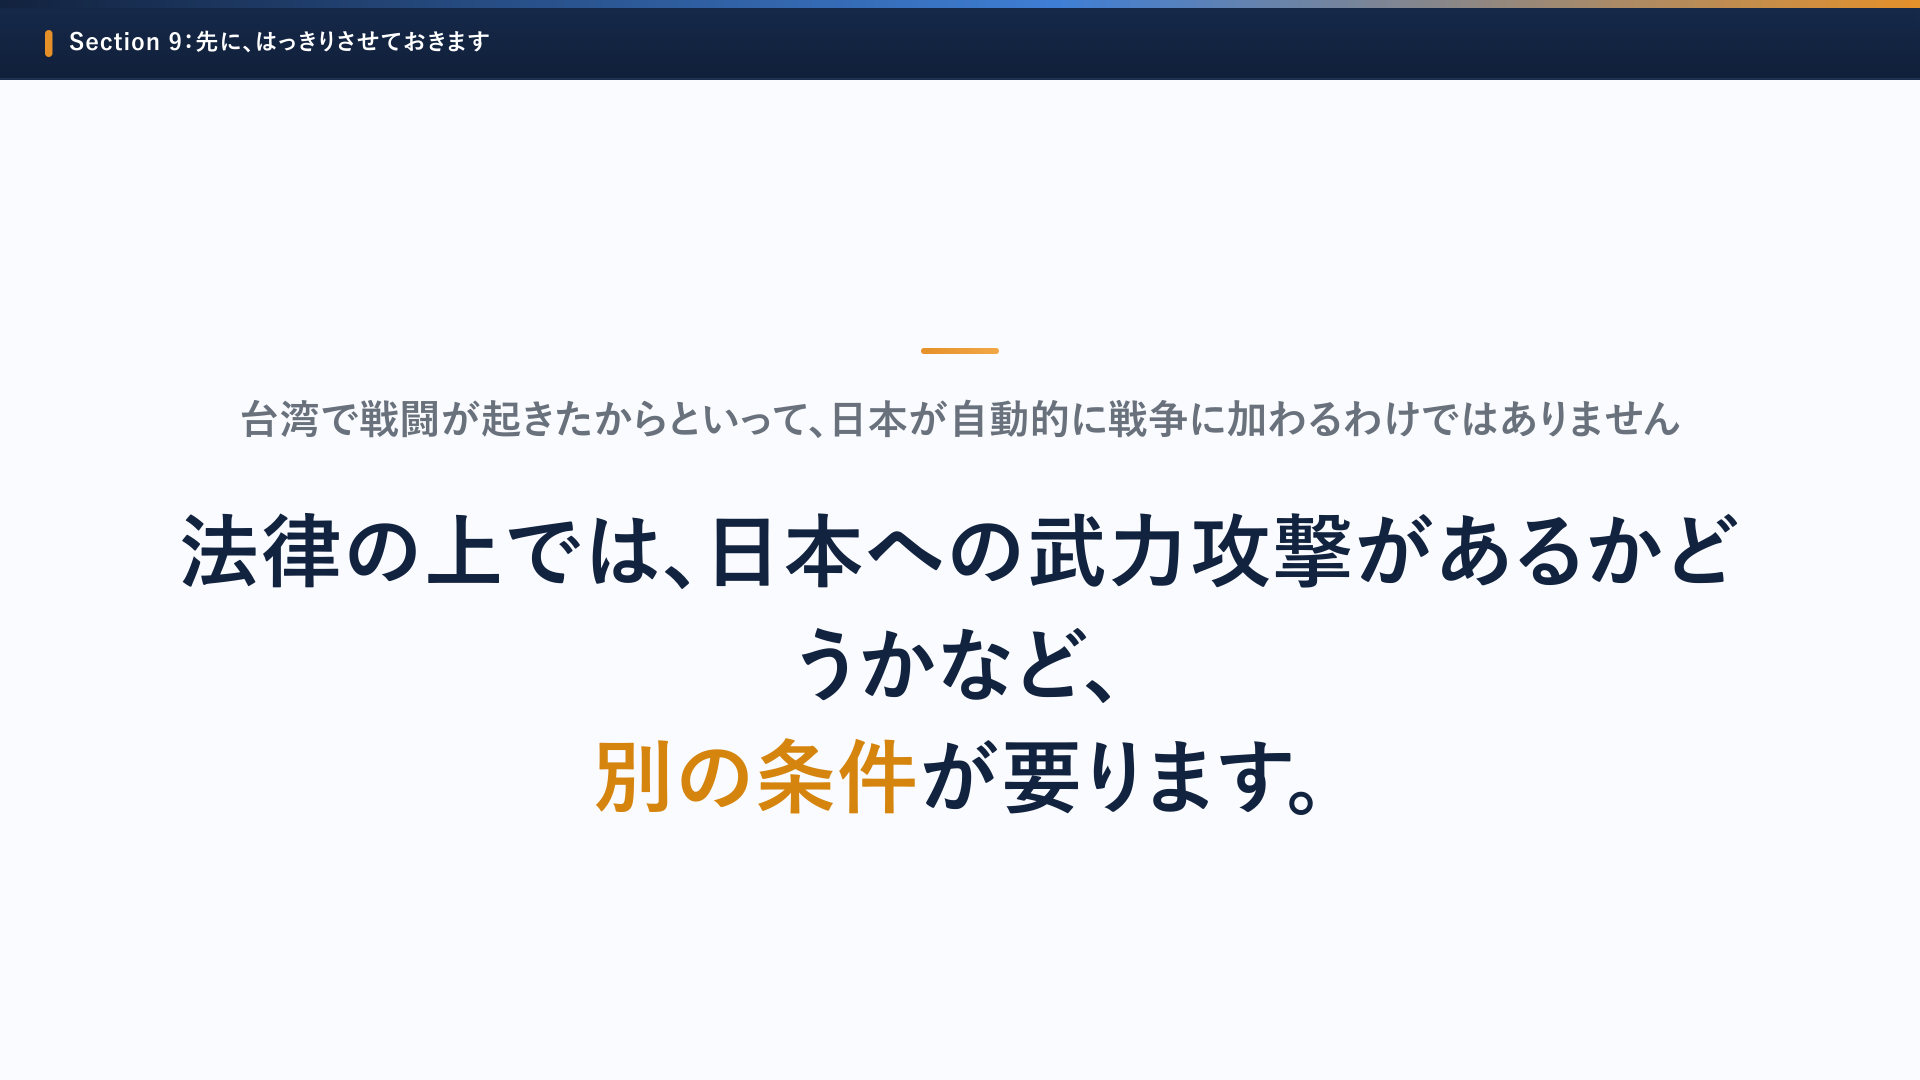 Section 9：先に、はっきりさせておきます
台湾で戦闘が起きたからといって、日本が自動的に戦争に加わるわけではありません
法律の上では、日本への武力攻撃があるかど
うかなど、
別の条件が要ります。